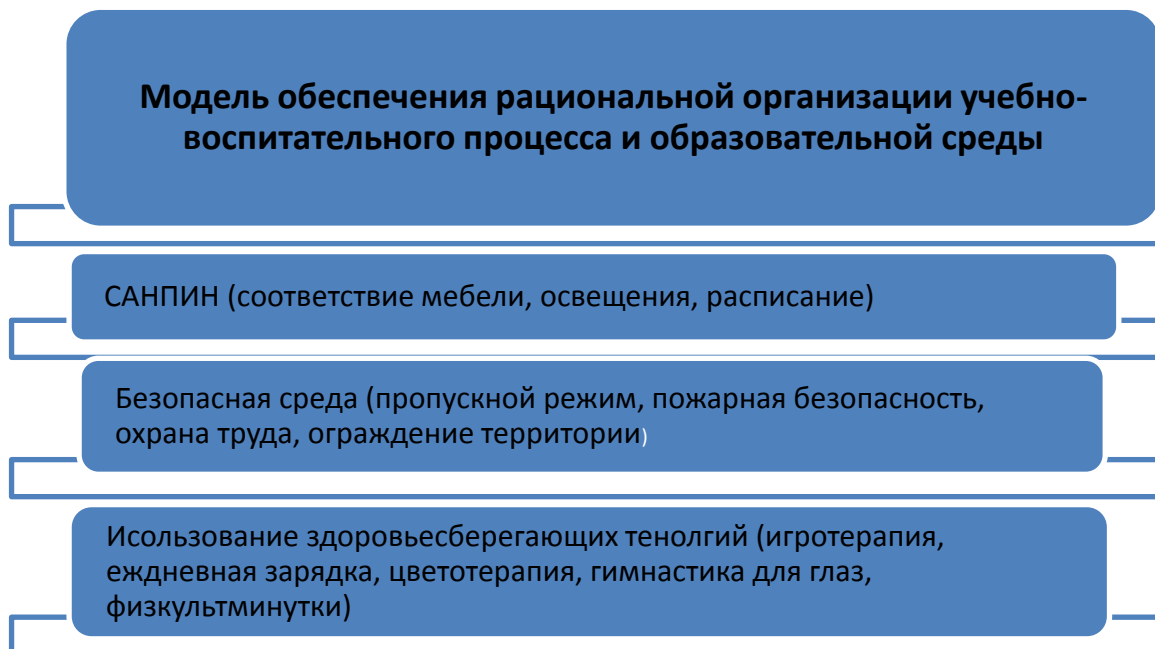 Модель обеспечения рациональной организации учебно-
воспитательного процесса и образовательной среды
САНПИН (соответствие мебели, освещения, расписание)
Безопасная среда (пропускной режим, пожарная безопасность,
охрана труда, ограждение территории)
Исользование здоровьесберегающих тенолгий (игротерапия,
еждневная зарядка, цветотерапия, гимнастика для глаз,
физкультминутки)